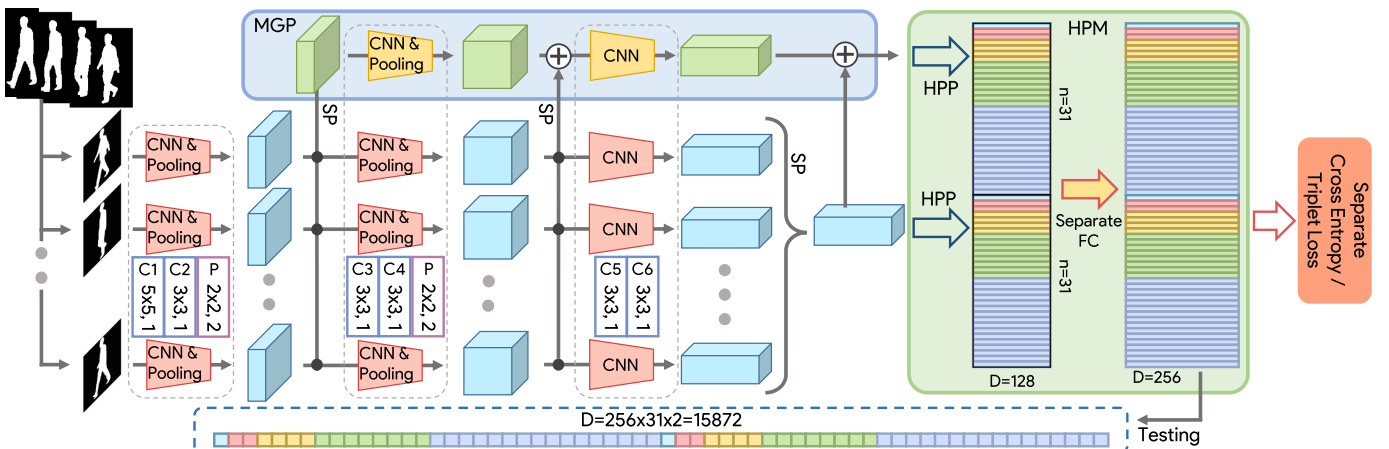 MGP
CNN &
Pooling
CNN
HPM
HPP
SP
SP
n=31
CNN &
Pooling
CNN &
Pooling
CNN
SP
CNN &
Pooling
CNN &
Pooling
CNN
HPP
Separate
FC
Separate
Cross Entropy /
Triplet Loss
C1 5x5, 1
C2 3x3, 1
P 2x2, 2
C3 3x3, 1
C4 3x3, 1
P 2x2, 2
C5 3x3, 1
C6 3x3, 1
n=31
CNN &
Pooling
CNN &
Pooling
CNN
D=128
D=256
D=256x31x2=15872
Testing